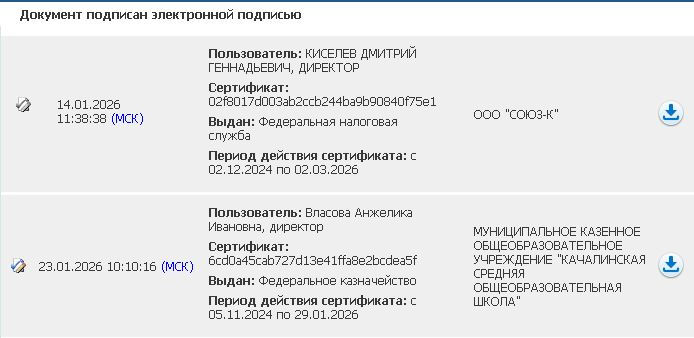 Документ подписан электронной подписью
14.01.2026
11:38:38 (МСК)
Пользователь: КИСЕЛЕВ ДМИТРИЙ
ГЕННАДЬЕВИЧ, ДИРЕКТОР
Сертификат:
02f8017d003ab2ccb244ba9b90840f75e1
Выдан: Федеральная налоговая
служба
Период действия сертификата: с
02.12.2024 по 02.03.2026
ООО "СОЮЗ-К"
23.01.2026 10:10:16 (МСК)
Пользователь: Власова Анжелика
Ивановна, директор
Сертификат:
6cd0a45cab727d13e41ffa8e2bcdea5f
Выдан: Федеральное казначейство
Период действия сертификата: с
05.11.2024 по 29.01.2026
МУНИЦИПАЛЬНОЕ КАЗЕННОЕ
ОБЩЕОБРАЗОВАТЕЛЬНОЕ
УЧРЕЖДЕНИЕ "КАЧАЛИНСКАЯ
СРЕДНЯЯ
ОБЩЕОБРАЗОВАТЕЛЬНАЯ
ШКОЛА"